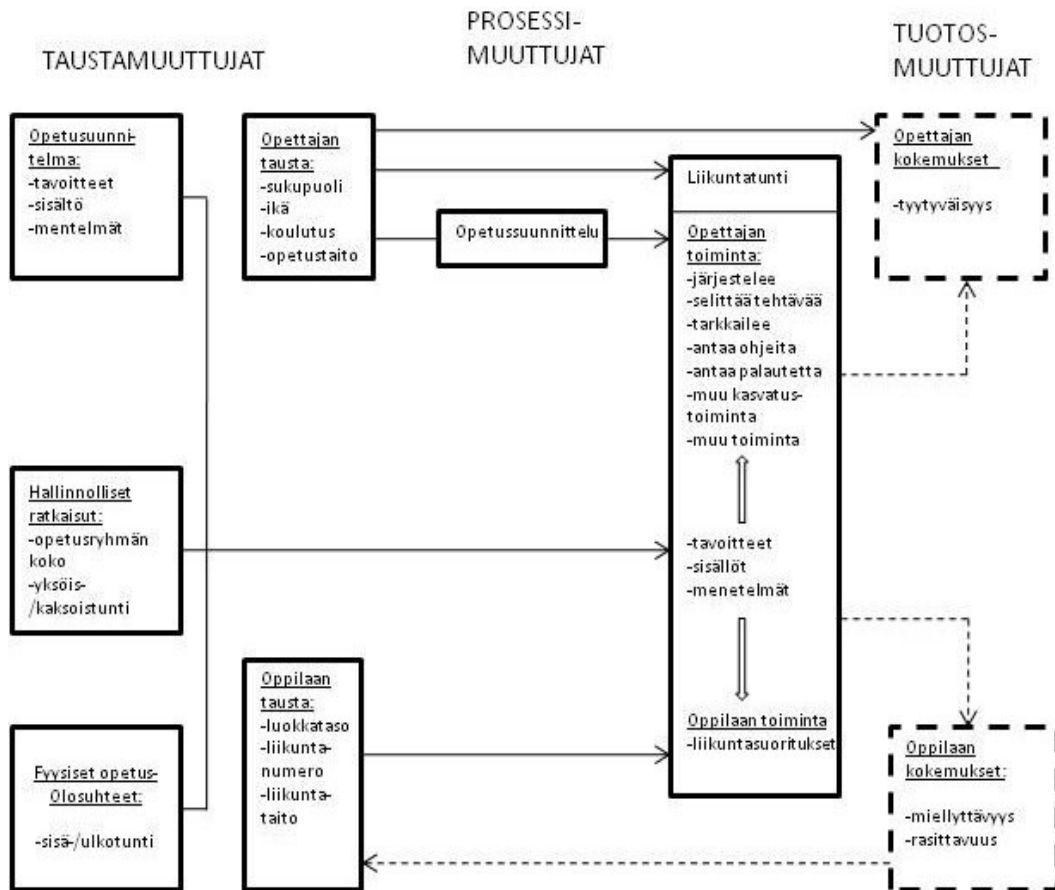 TAUSTAMUUTTUJAT
PROSESSI-
MUUTTUJAT
TUOTOS-
MUUTTUJAT
Opetusuunni-
telma:
-tavoitteet
-sisältö
-mentelmät
Hallinnolliset
ratkaisut:
-opetusryhmän
koko
-yksöis-
/kaksoistunti
Fyysiset opetus-
Olosuhteet:
-sisä-/ulkotunti
Opettajan
tausta:
-sukupuoli
-ikä
-koulutus
-opetustaito
Oppilaan
tausta:
-luokkataso
-liikunta-
numero
-liikunta-
taito
Opetussuunnittelu
Liikuntatunti
Opettajan
toiminta:
-järjestelee
-selittää tehtävää
-tarkkailee
-antaa ohjeita
-antaa palautetta
-muu kasvatus-
toiminta
-muu toiminta
-tavoitteet
-sisällöt
-menetelmät
Oppilaan toiminta
-liikuntasuoritukset
Opettajan
kokemukset
-tyytyväisyys
Oppilaan
kokemukset:
-miellyttävyys
-rasittavuus